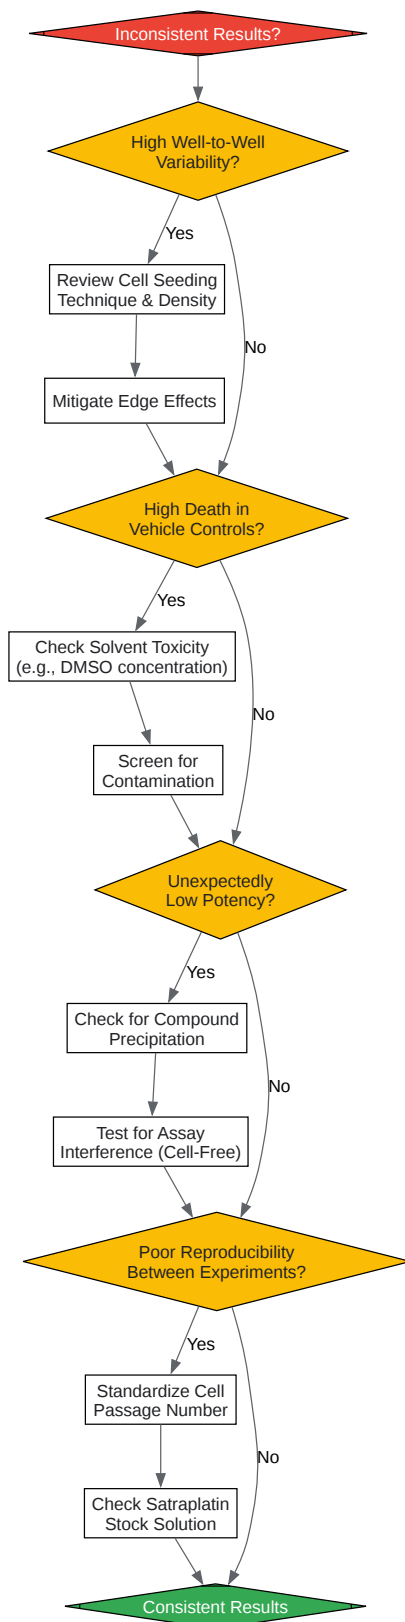 Inconsistent Results?
High Well-to-Well
Variability?
Yes
Review Cell Seeding
Technique & Density
No
Mitigate Edge Effects
High Death in
Vehicle Controls?
Yes
Check Solvent Toxicity
(e.g., DMSO concentration)
No
Screen for
Contamination
Unexpectedly
Low Potency?
Yes
Check for Compound
Precipitation
No
Test for Assay
Interference (Cell-Free)
Poor Reproducibility
Between Experiments?
Yes
Standardize Cell
Passage Number
No
Check Satraplatin
Stock Solution
Consistent Results